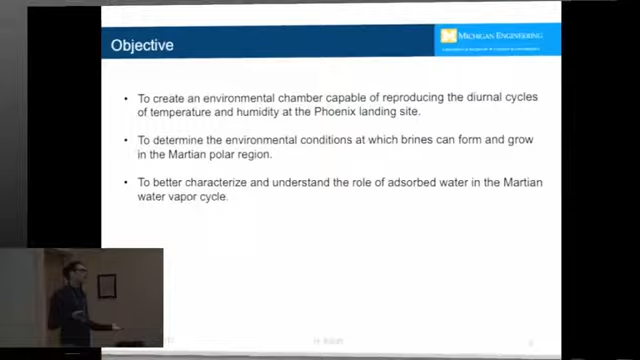 Objective
MICHIGAN ENGINEERING
• To create an environmental chamber capable of reproducing the diurnal cycles
of temperature and humidity at the Phoenix landing site.
• To determine the environmental conditions at which brines can form and grow
in the Martian polar region.
• To better characterize and understand the role of adsorbed water in the Martian
water vapor cycle.